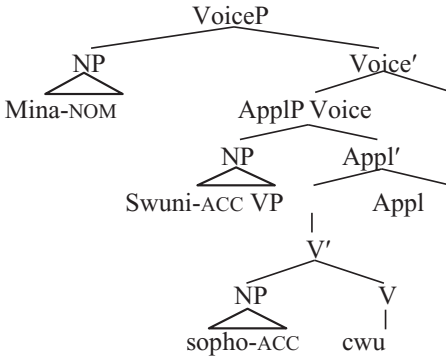 VoiceP
NP Voice′
Mina-NOM
ApplP Voice
NP Appl′
Swuni-ACC VP Appl
V′
NP V
sopho-ACC cwu